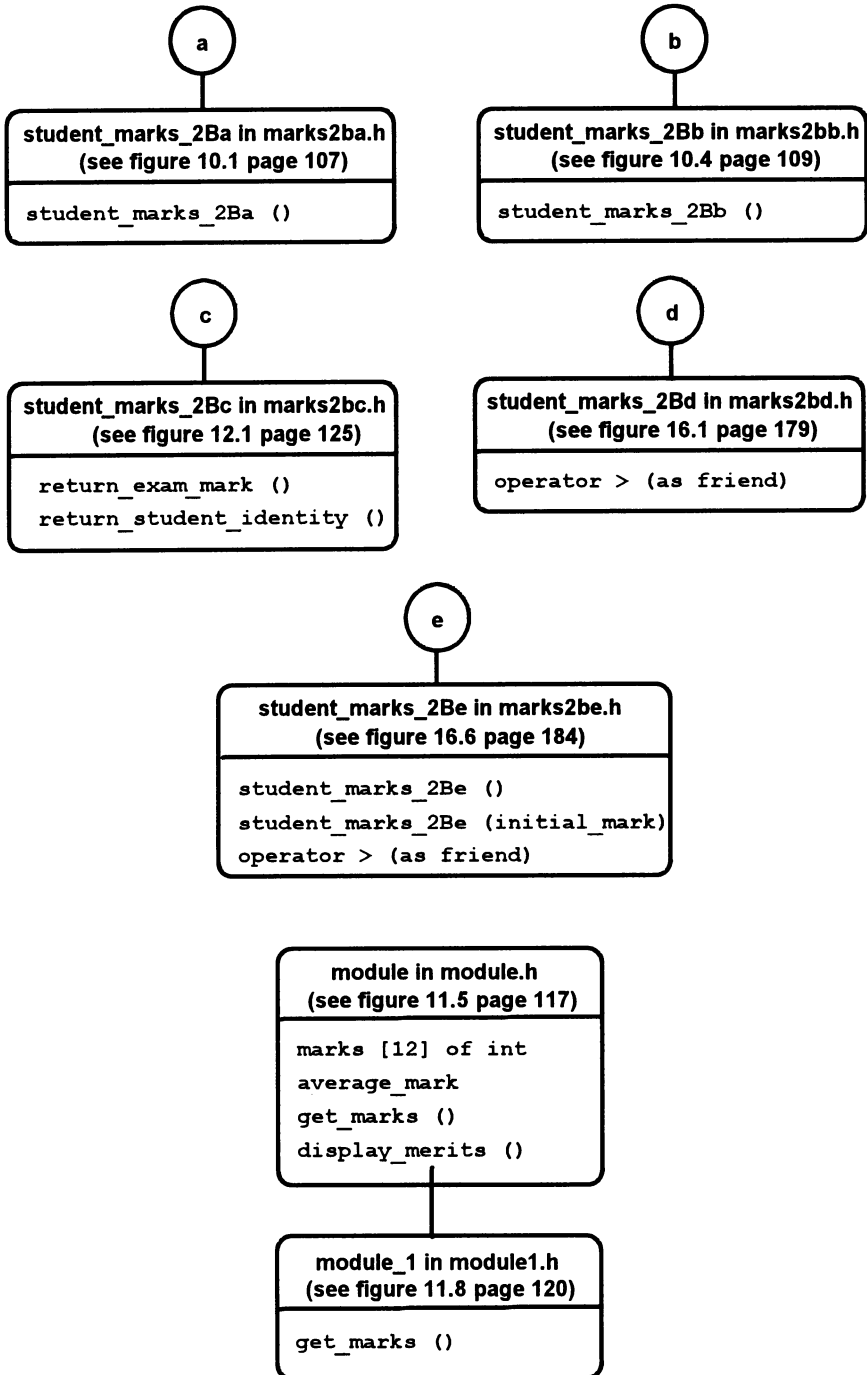 a
student_marks_2Ba in marks2ba.h
(see figure 10.1 page 107)
student_marks_2Ba ()
b
student_marks_2Bb in marks2bb.h
(see figure 10.4 page 109)
student_marks_2Bb ()
c
student_marks_2Bc in marks2bc.h
(see figure 12.1 page 125)
return_exam_mark ()
return_student_identity ()
d
student_marks_2Bd in marks2bd.h
(see figure 16.1 page 179)
operator > (as friend)
e
student_marks_2Be in marks2be.h
(see figure 16.6 page 184)
student_marks_2Be ()
student_marks_2Be (initial_mark)
operator > (as friend)
module in module.h
(see figure 11.5 page 117)
marks [12] of int
average_mark
get_marks ()
display_merits ()
module_1 in module1.h
(see figure 11.8 page 120)
get_marks ()